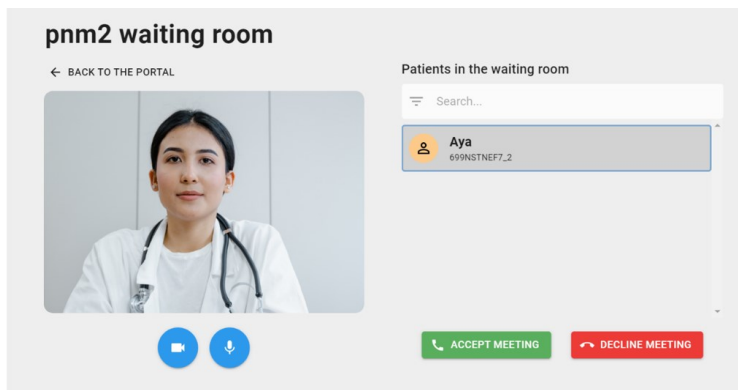 pnm2 waiting room
BACK TO THE PORTAL
Patients in the waiting room
Search...
Aya
699NSTNEF7_2
ACCEPT MEETING
DECLINE MEETING